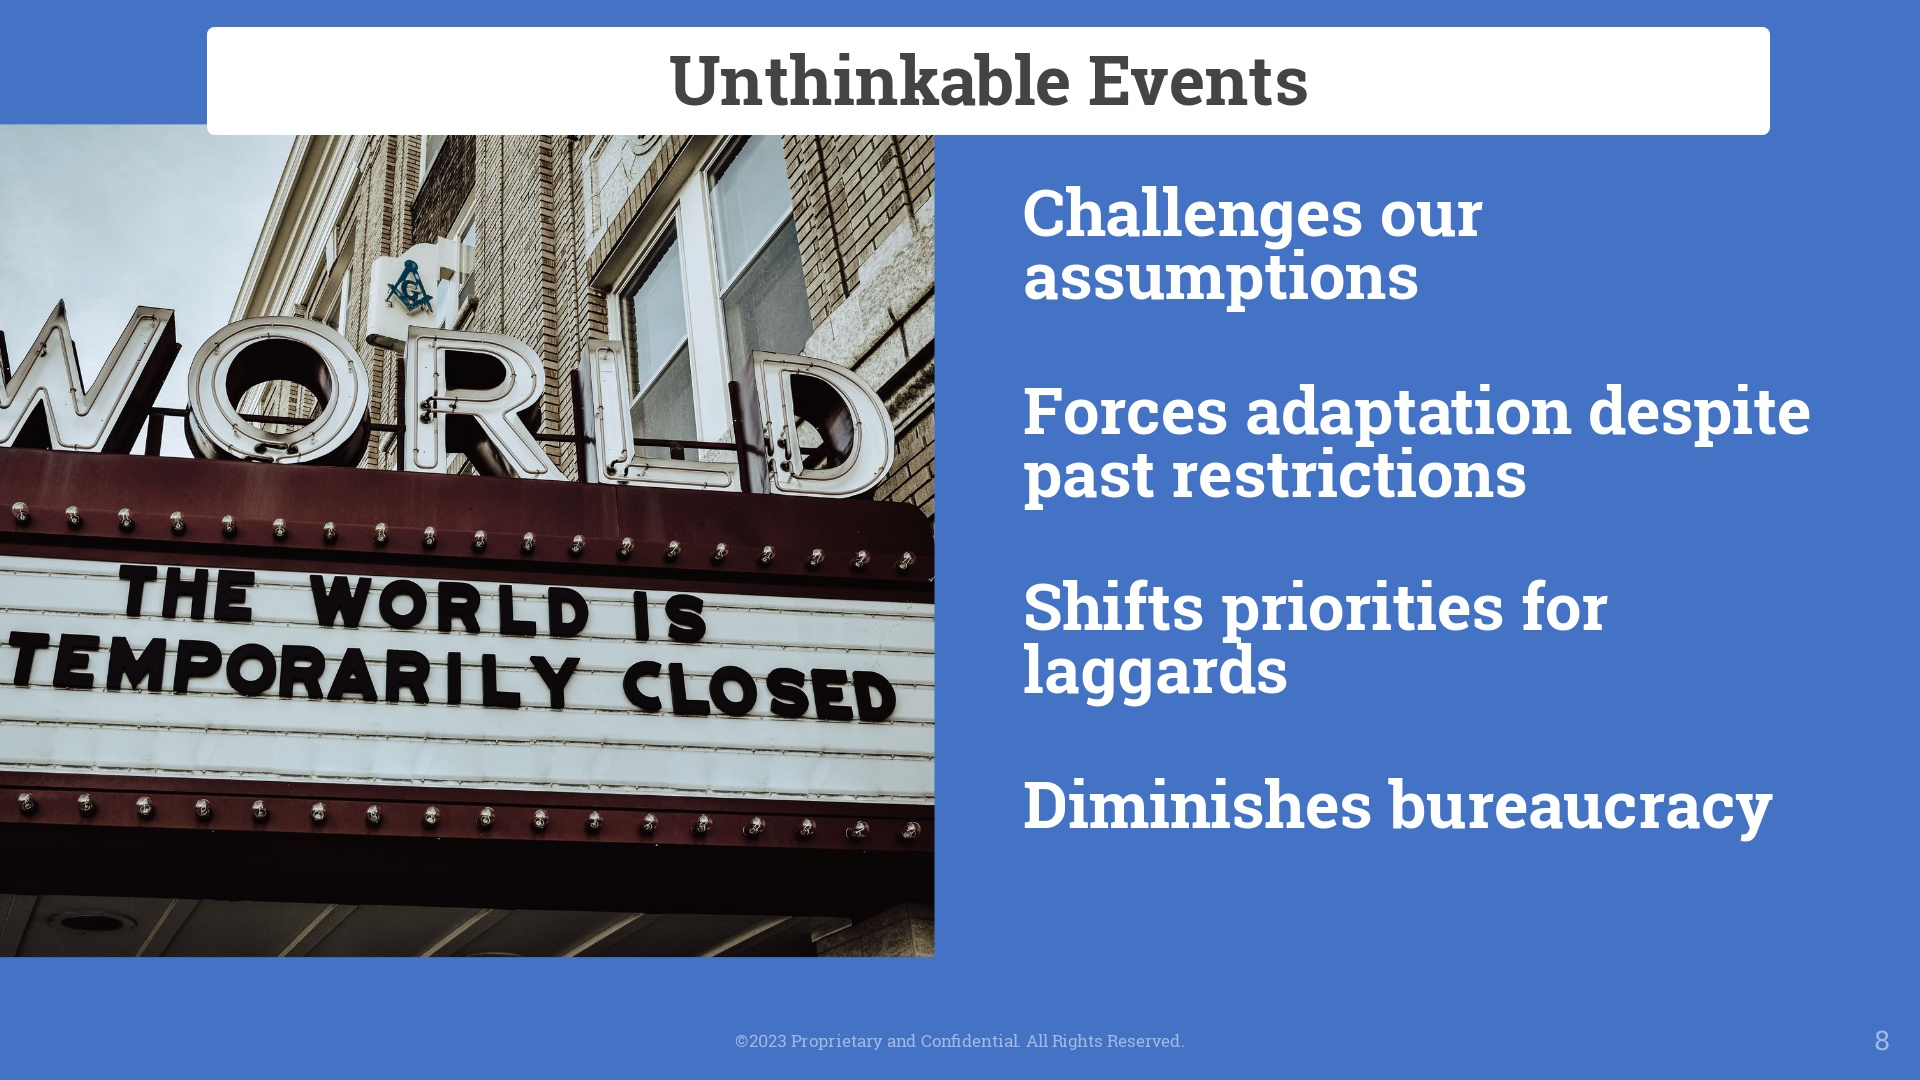 Unthinkable Events
G
WORLD
THE WORLD IS
TEMPORARILY CLOSED
Challenges our
assumptions
Forces adaptation despite
past restrictions
Shifts priorities for
laggards
Diminishes bureaucracy
©2023 Proprietary and Confidential. All Rights Reserved.
8